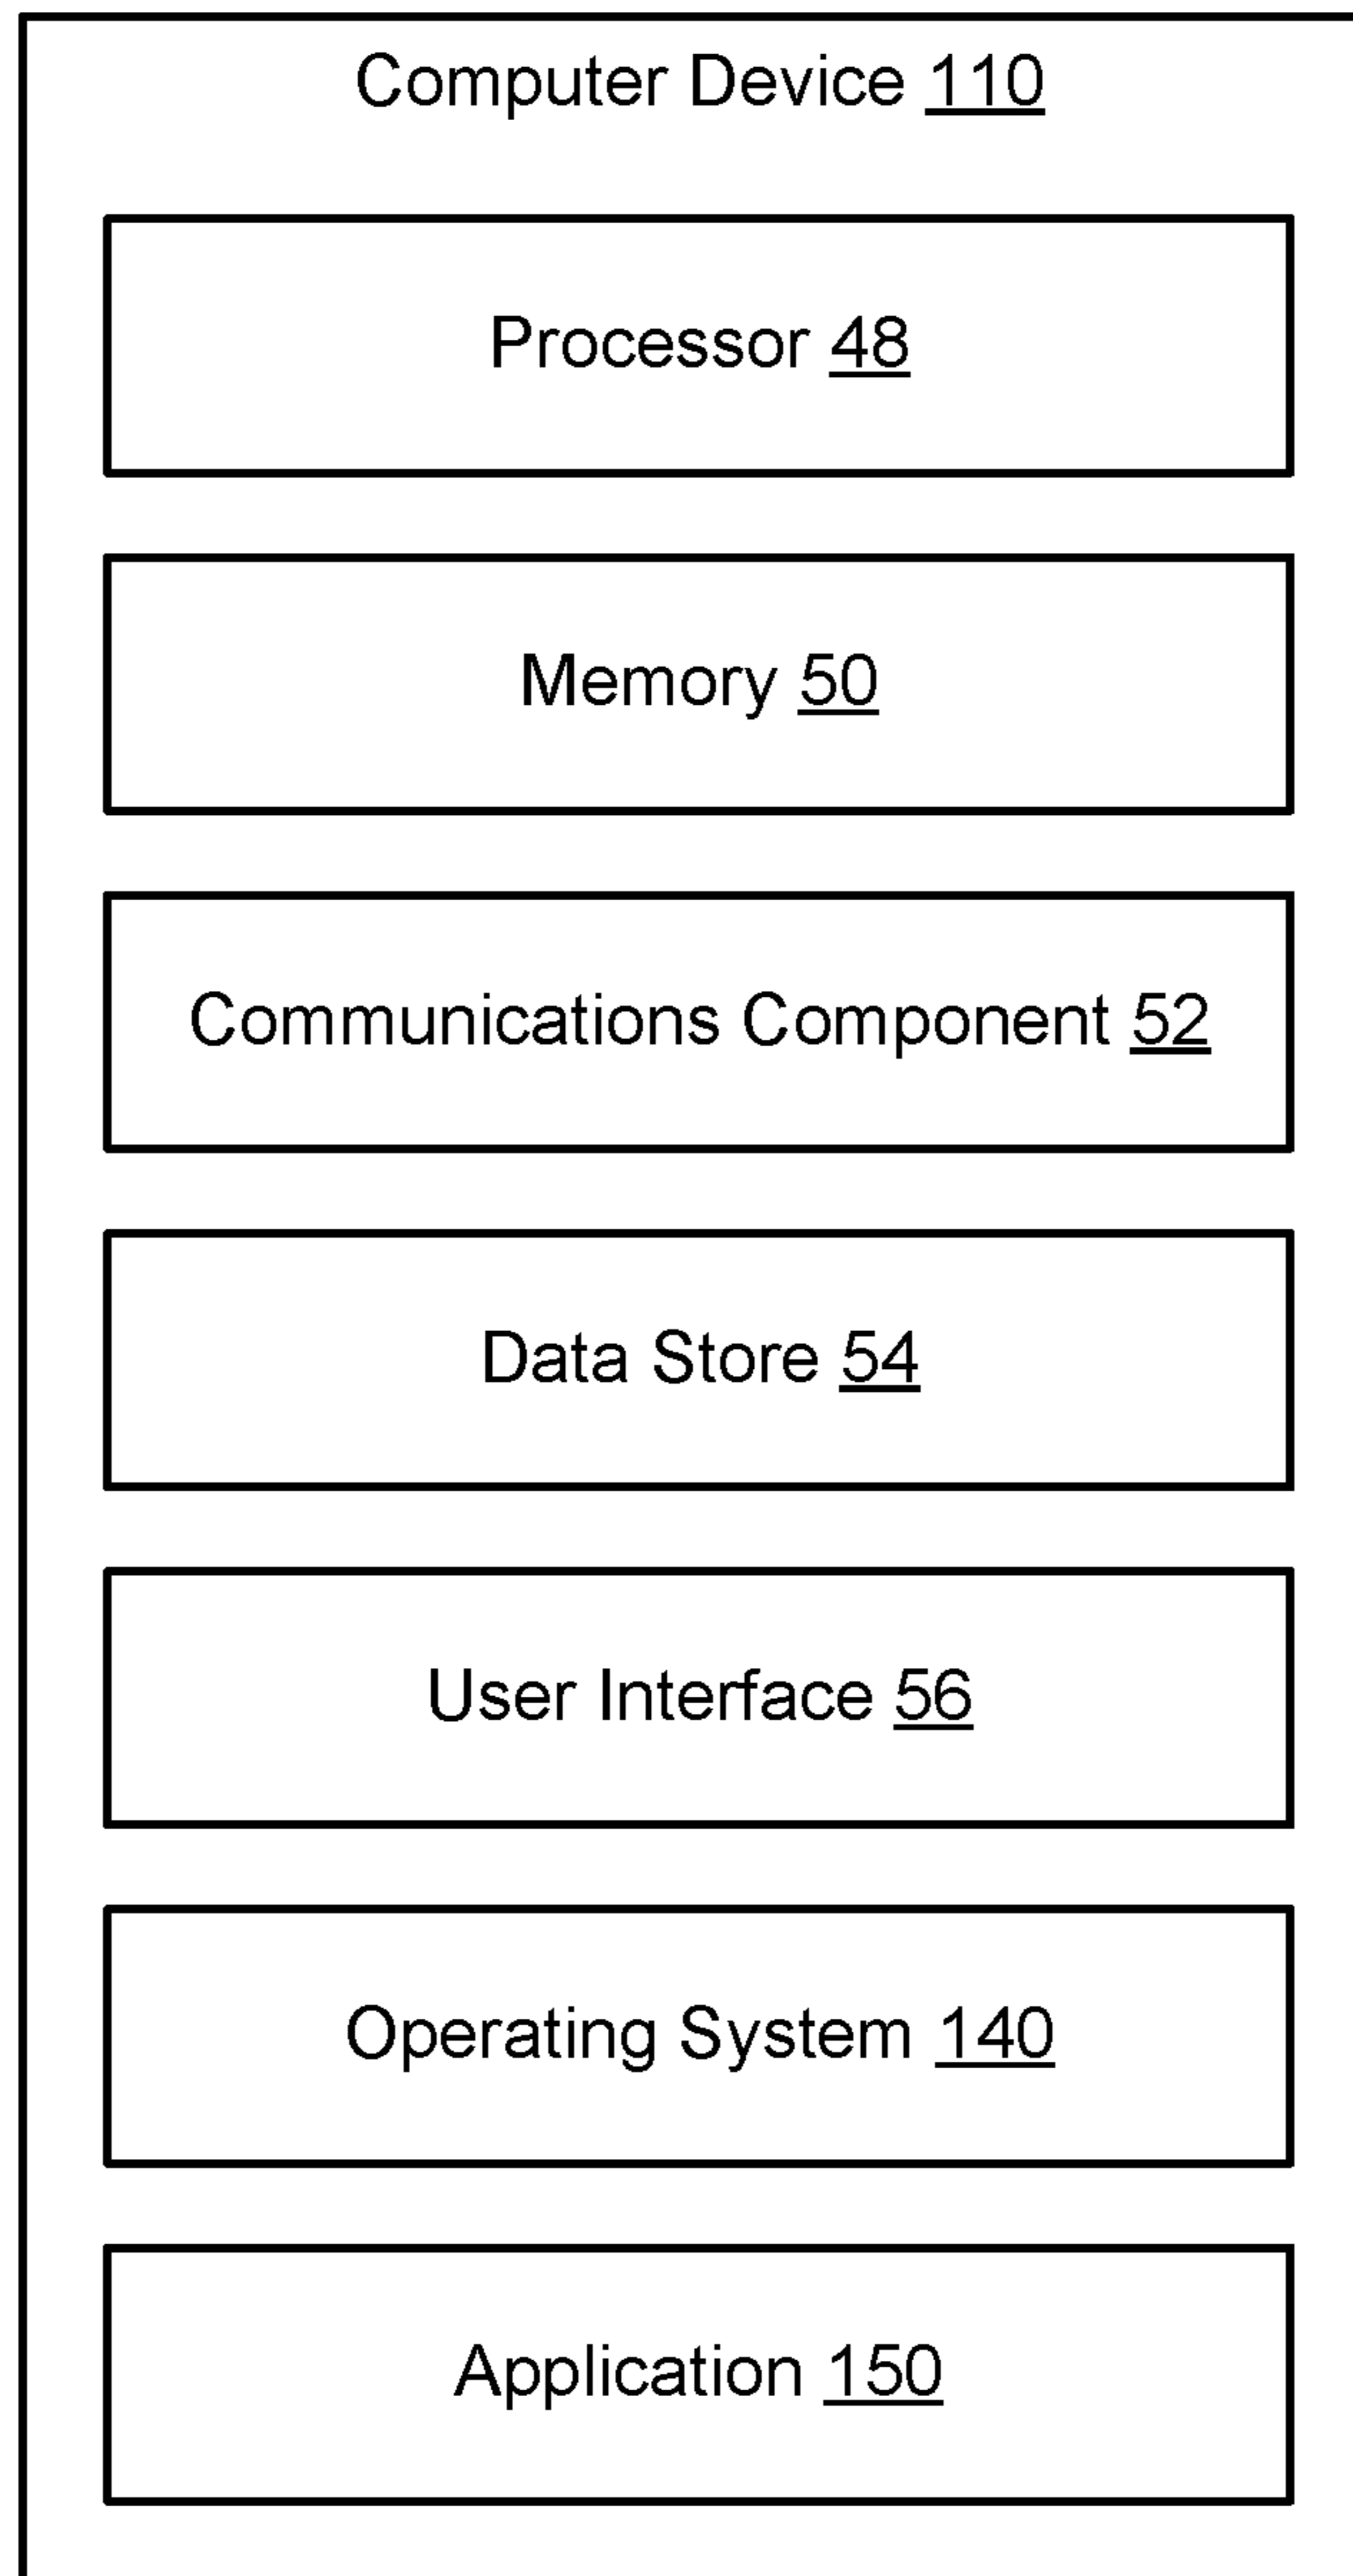 Computer Device 110
Processor 48
Memory 50
Communications Component 52
Data Store 54
User Interface 56
Operating System 140
Application 150